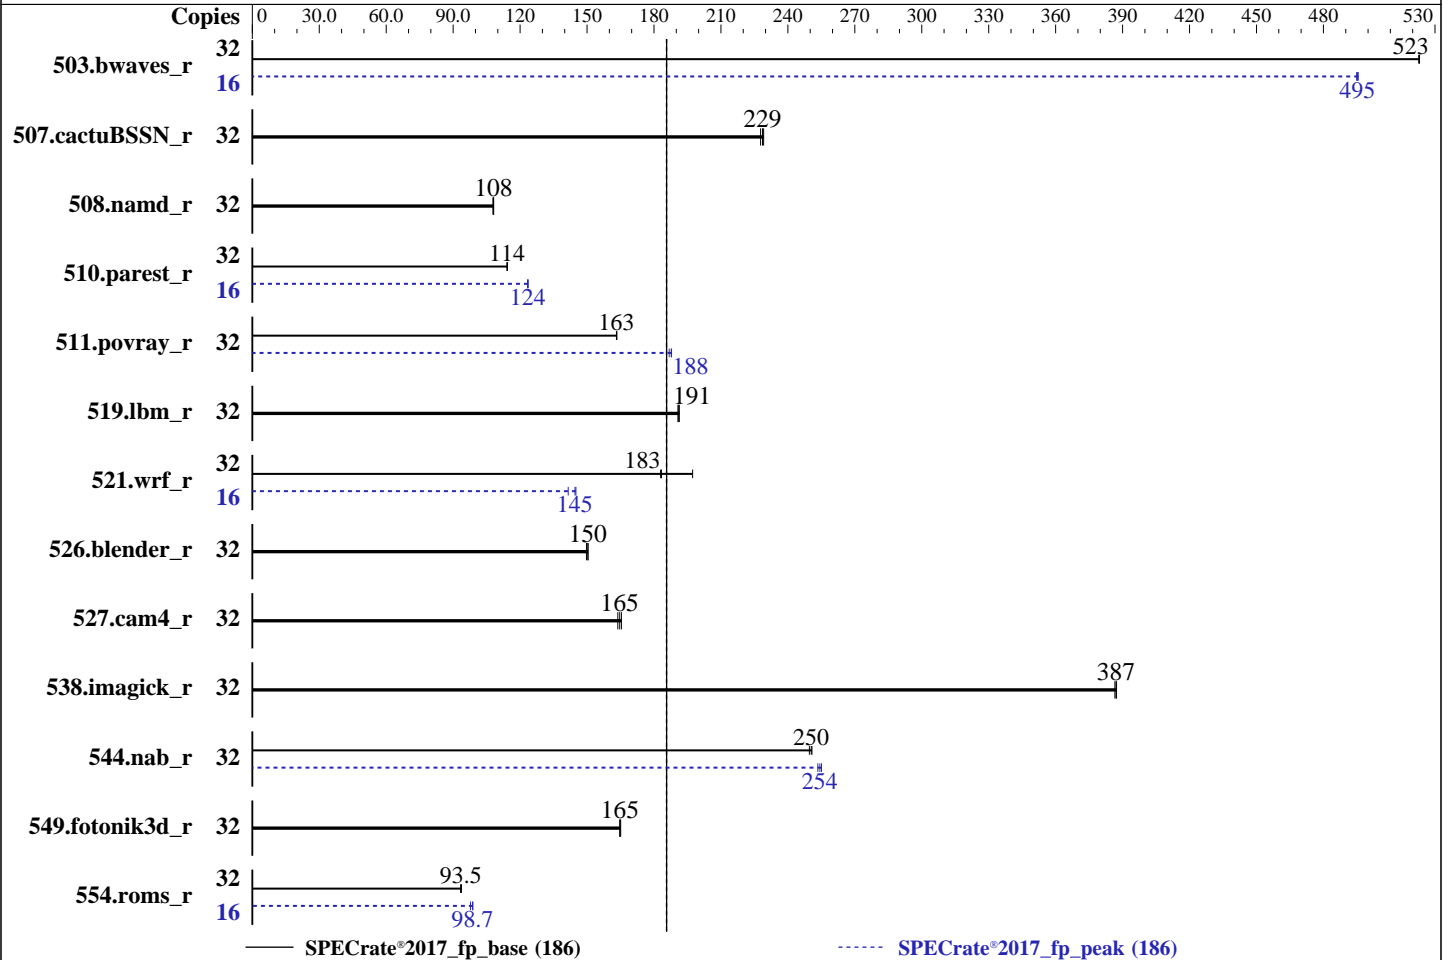 Copies 0 30.0 60.0 90.0 120 150 180 210 240 270 300 330 360 390 420 450 480 530
503.bwaves_r 32 523
16 495
507.cactuBSSN_r 32 229
508.namd_r 32 108
510.parest_r 32 114
16 124
511.povray_r 32 163
188
519.lbm_r 32 191
521.wrf_r 32 183
16 145
526.blender_r 32 150
527.cam4_r 32 165
538.imagick_r 32 387
544.nab_r 32 250
254
549.fotonik3d_r 32 165
554.roms_r 32 93.5
16 98.7
SPECrate®2017_fp_base (186) SPECrate®2017_fp_peak (186)